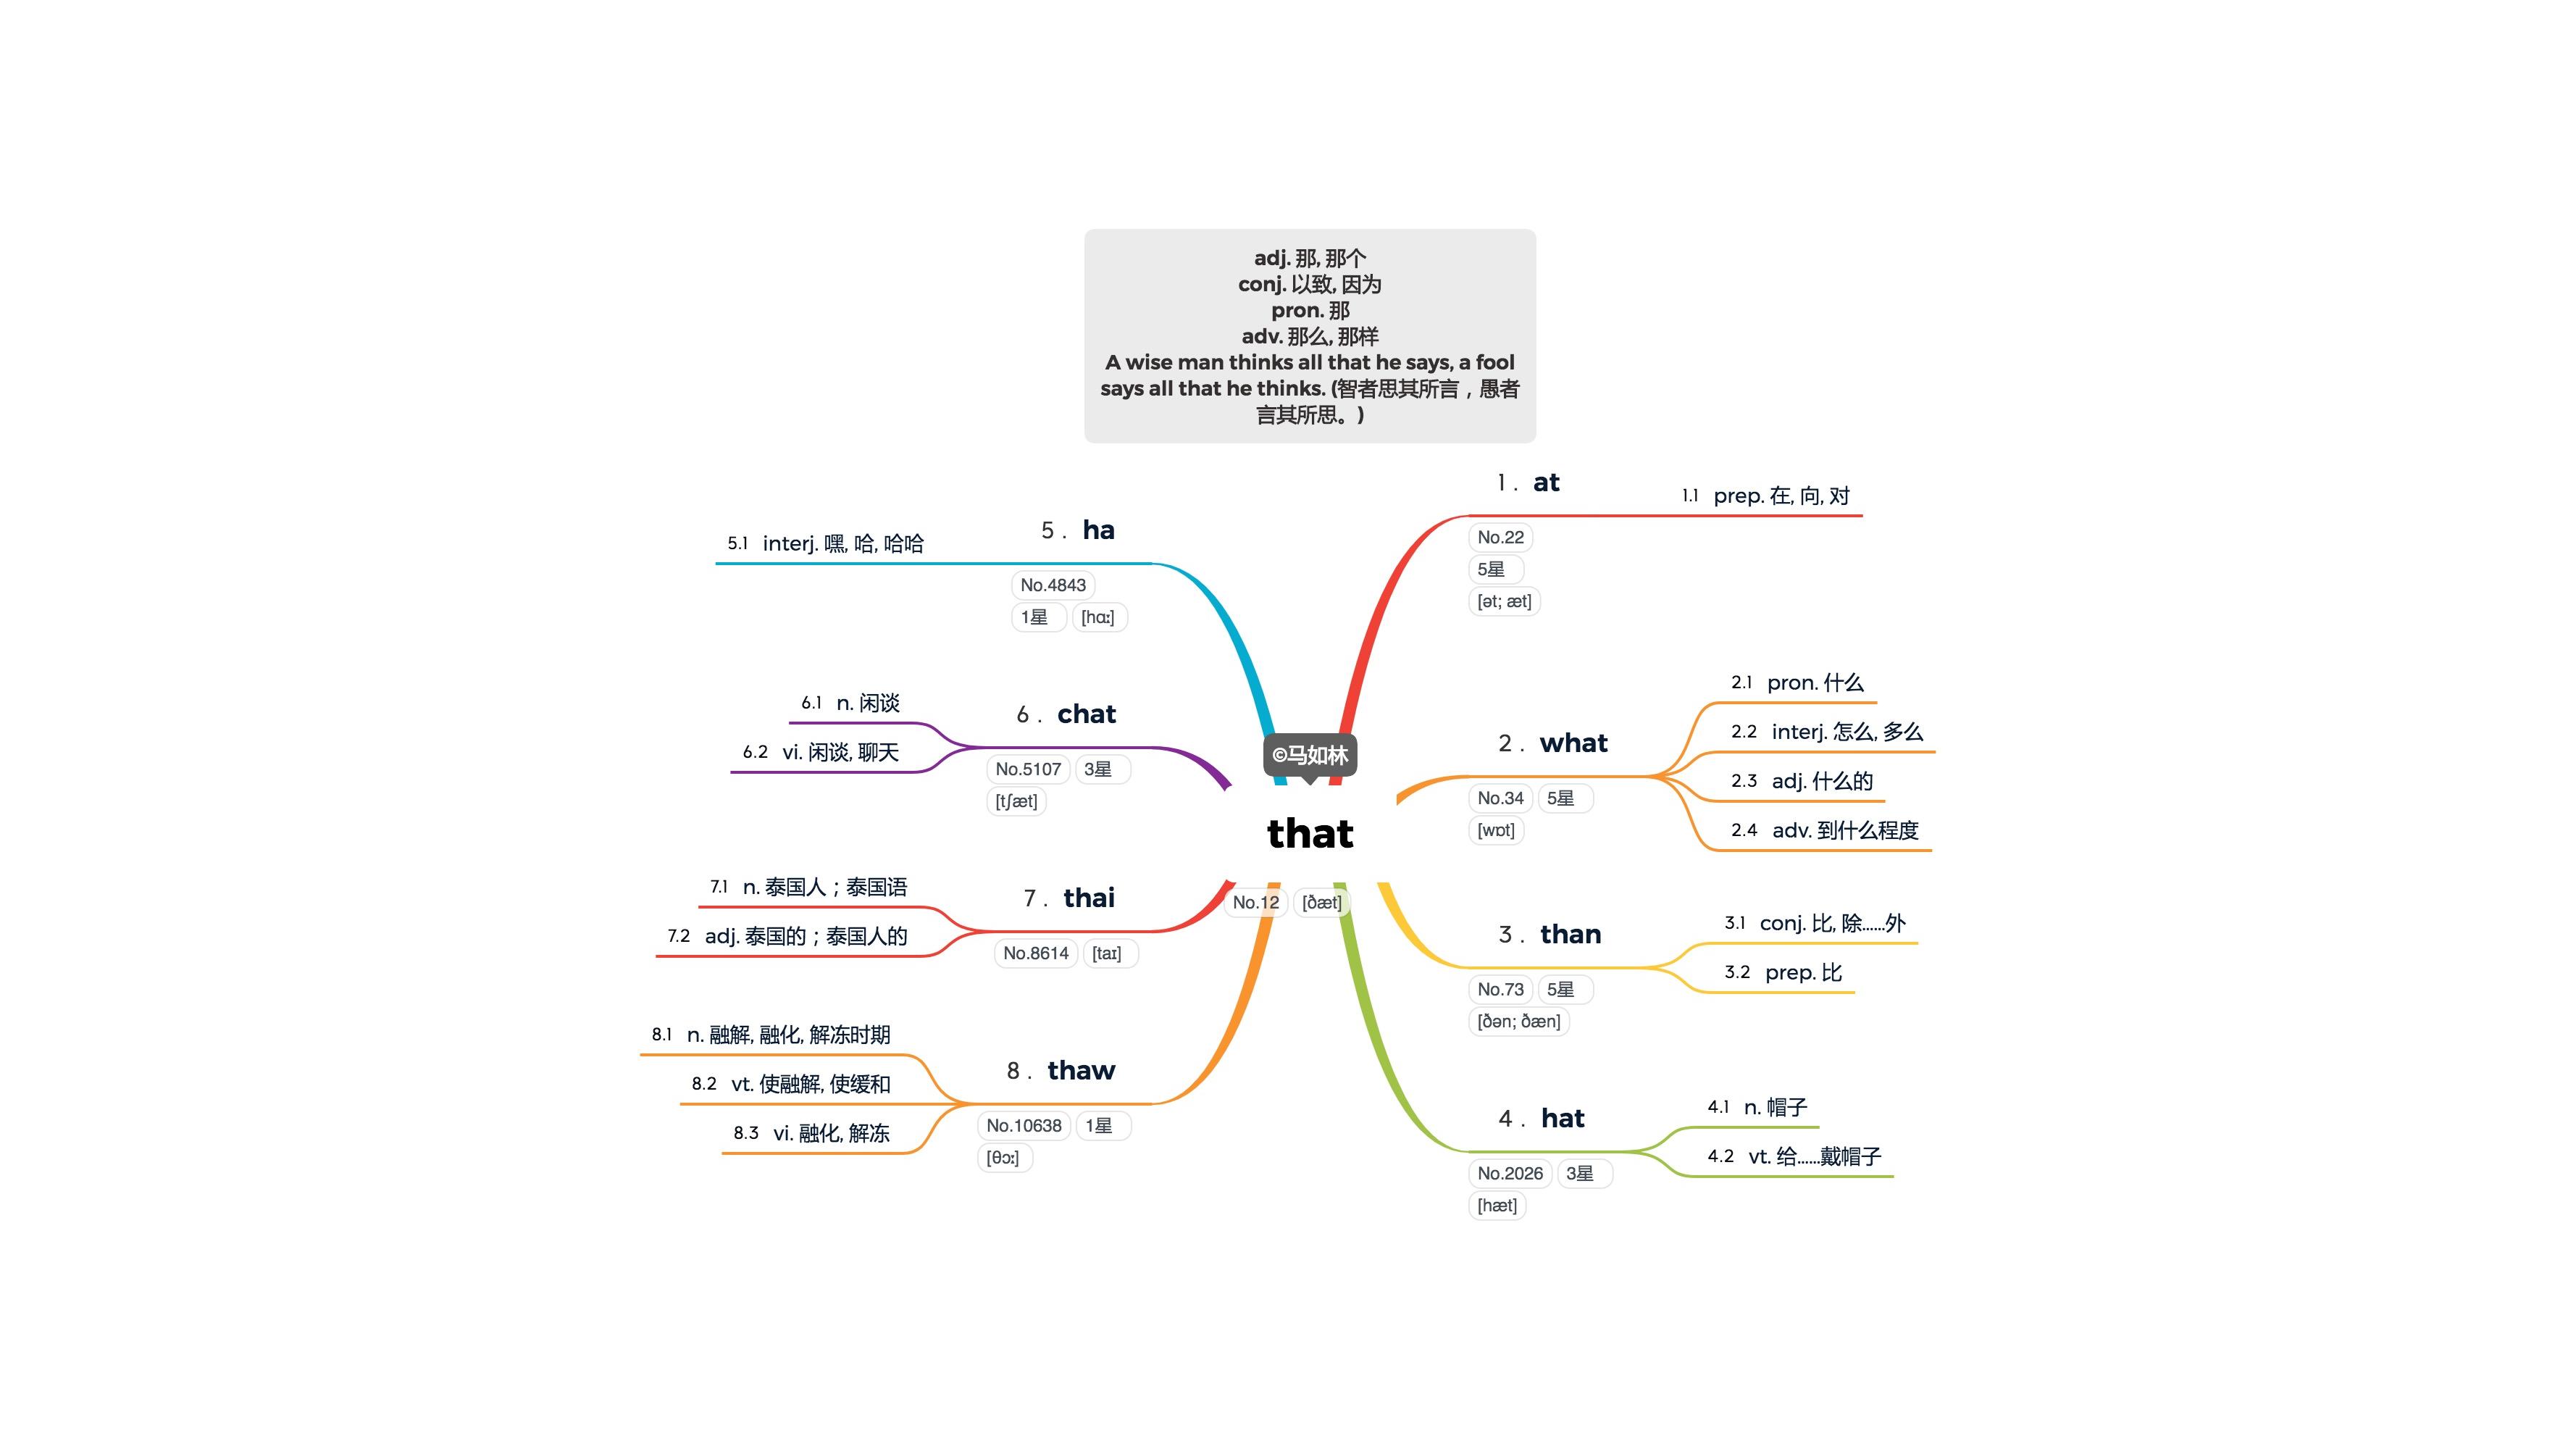 adj. 那, 那个
conj. 以致, 因为
pron. 那
adv. 那么, 那样
A wise man thinks all that he says, a fool
says all that he thinks. (智者思其所言，愚者
言其所思。)
©马如林
that
No.12 [ðæt]
1. at
No.22
5星
[ət; æt]
1.1 prep. 在, 向, 对
2. what
No.34 5星
[wɒt]
2.1 pron. 什么
2.2 interj. 怎么, 多么
2.3 adj. 什么的
2.4 adv. 到什么程度
3. than
No.73 5星
[ðən; ðæn]
3.1 conj. 比, 除……外
3.2 prep. 比
4. hat
No.2026 3星
[hæt]
4.1 n. 帽子
4.2 vt. 给……戴帽子
5. ha
No.4843
1星 [hɑː]
5.1 interj. 嘿, 哈, 哈哈
6. chat
No.5107 3星
[tʃæt]
6.1 n. 闲谈
6.2 vi. 闲谈, 聊天
7. thai
No.8614 [taɪ]
7.1 n. 泰国人；泰国语
7.2 adj. 泰国的；泰国人的
8. thaw
No.10638 1星
[θɔː]
8.1 n. 融解, 融化, 解冻时期
8.2 vt. 使融解, 使缓和
8.3 vi. 融化, 解冻